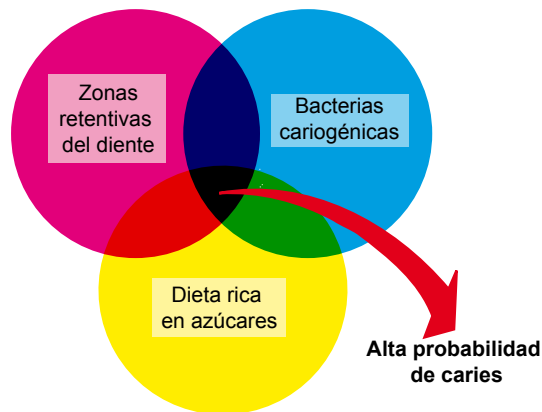 Zonas
retentivas
del diente
Bacterias
cariogénicas
Dieta rica
en azúcares
Alta probabilidad
de caries